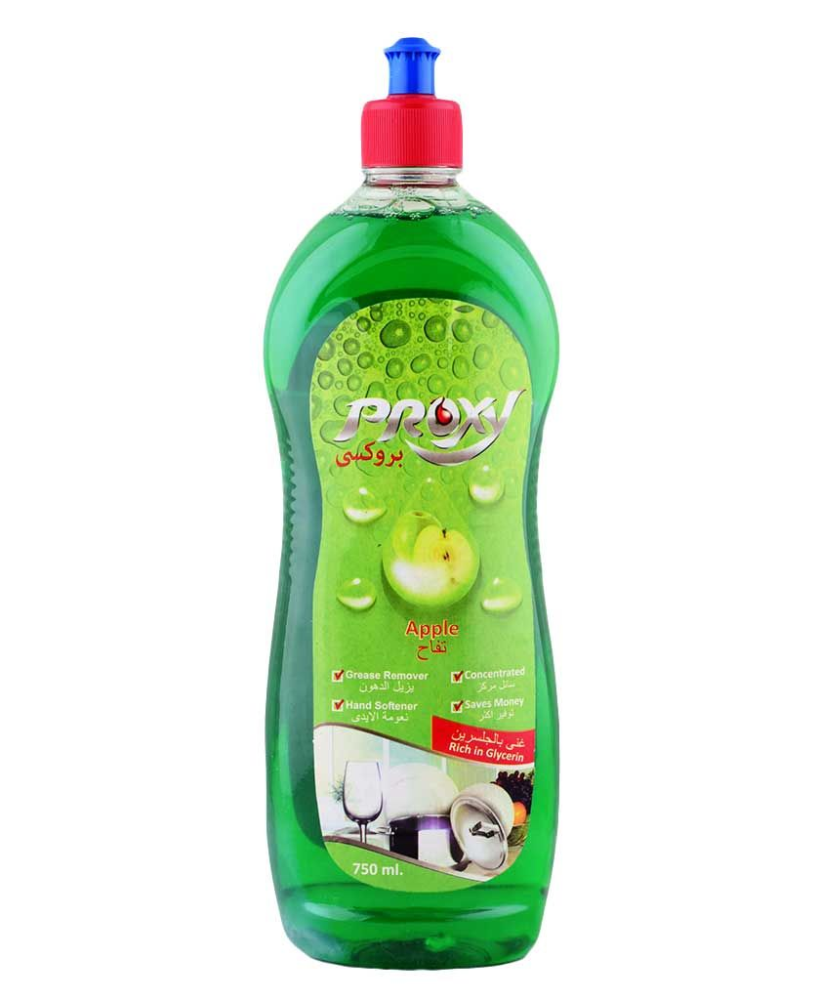 PROXY
بروكسى
Apple
تفاح
Grease Remover
يزيل الدهون
Concentrated
سائل مركز
Hand Softener
نعومة الايدى
Saves Money
توفير اكثر
غنى بالجلسرين
Rich in Glycerin
750 ml.